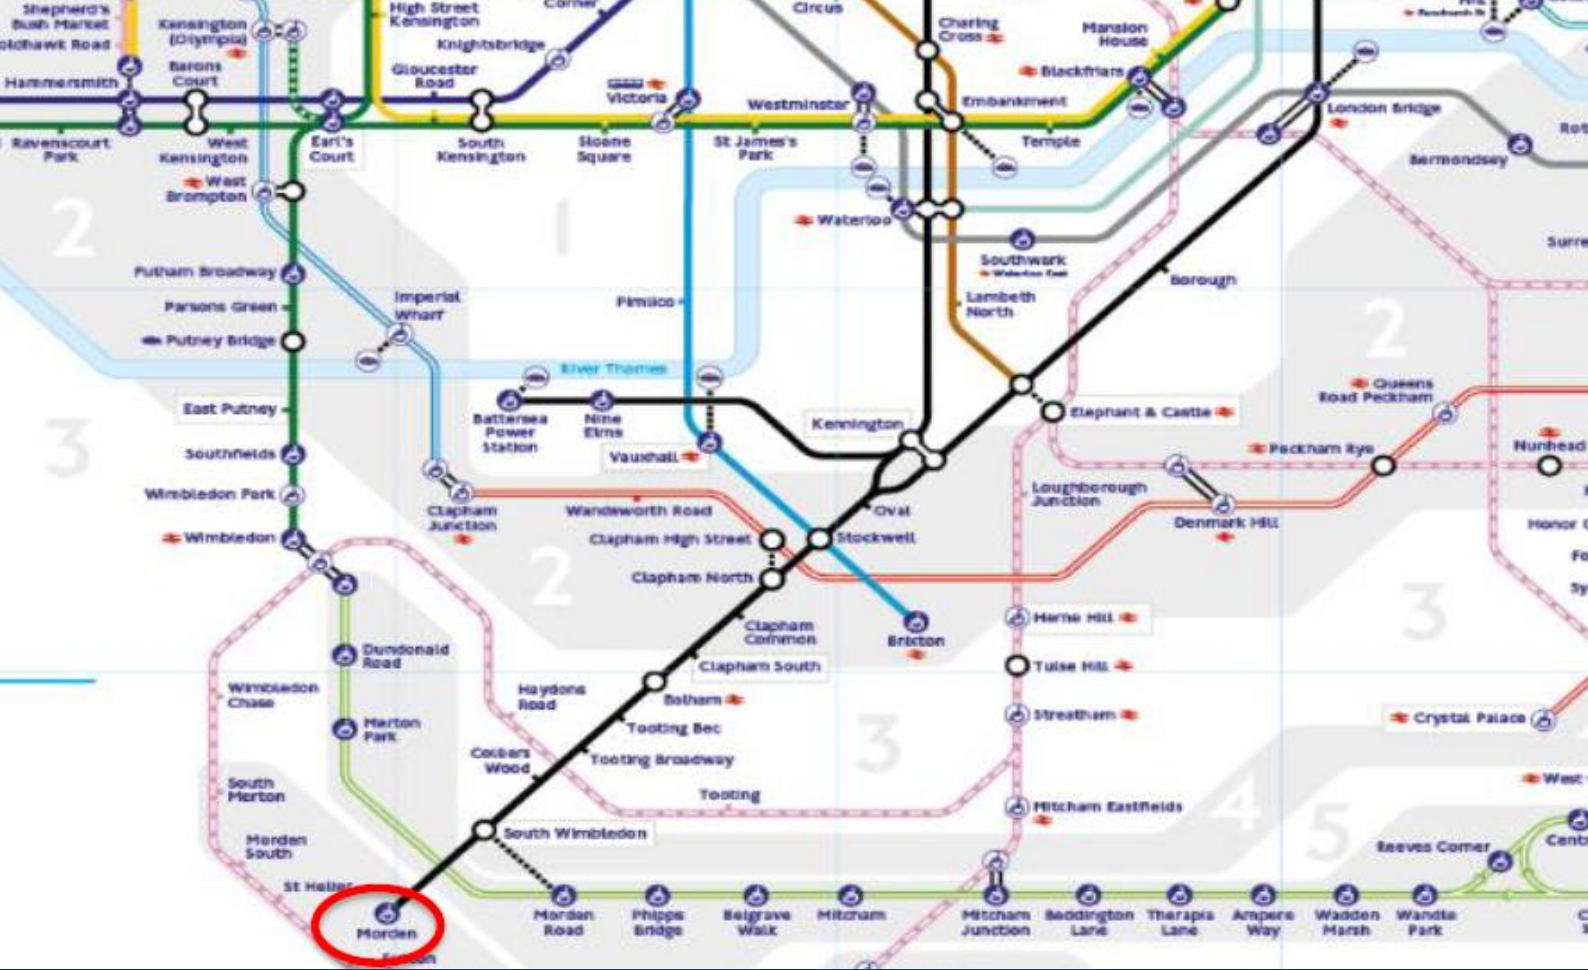 Shepherd's
Bush Market
Goldhawk Road
Hammersmith
Kensington
(Olympia)
Barons
Court
High Street
Kensington
Corner
Knightsbridge
Gloucester
Road
Victoria
Circus
Westminster
Charing
Cross
Embankment
Mansion
House
Blackfriars
London Bridge
Bermondsey
Ravenscourt
Park
West
Kensington
Earl's
Court
South
Kensington
Sloane
Square
St James's
Park
Temple
West
Brompton
2
1
Waterloo
Southwark
Waterloo East
Borough
Fulham Broadway
Parsons Green
Putney Bridge
Imperial
Wharf
Pimlico
Lambeth
North
2
River Thames
East Putney
3
Southfields
Wimbledon Park
Wimbledon
Battersea
Power
Station
Nine
Elms
Vauxhall
Kennington
Elephant & Castle
Queens
Road Peckham
Peckham Rye
Nunhead
Clapham
Junction
Wandsworth Road
Oval
Loughborough
Junction
Denmark Hill
Clapham High Street
Stockwell
Clapham North
2
3
Clapham
Common
Brixton
Herne Hill
Clapham South
Tulse Hill
Dundonald
Road
Wimbledon
Chase
Haydons
Road
Balham
Streatham
Crystal Palace
Merton
Park
Tooting Bec
3
Colliers
Wood
Tooting Broadway
South
Merton
Tooting
Mitcham Eastfields
4
5
West
Morden
South
South Wimbledon
Reeves Corner
St Helier
Morden
Morden
Road
Phipps
Bridge
Belgrave
Walk
Mitcham
Mitcham
Junction
Beddington
Lane
Therapia
Lane
Ampere
Way
Waddon
Marsh
Wandle
Park